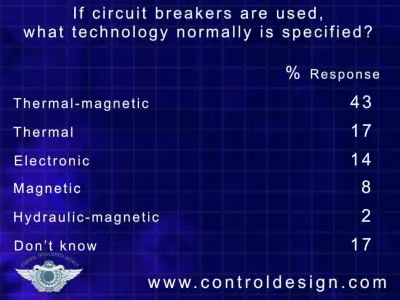 If circuit breakers are used,
what technology normally is specified?
% Response
Thermal-magnetic 43
Thermal 17
Electronic 14
Magnetic 8
Hydraulic-magnetic 2
Don't know 17
www.controldesign.com